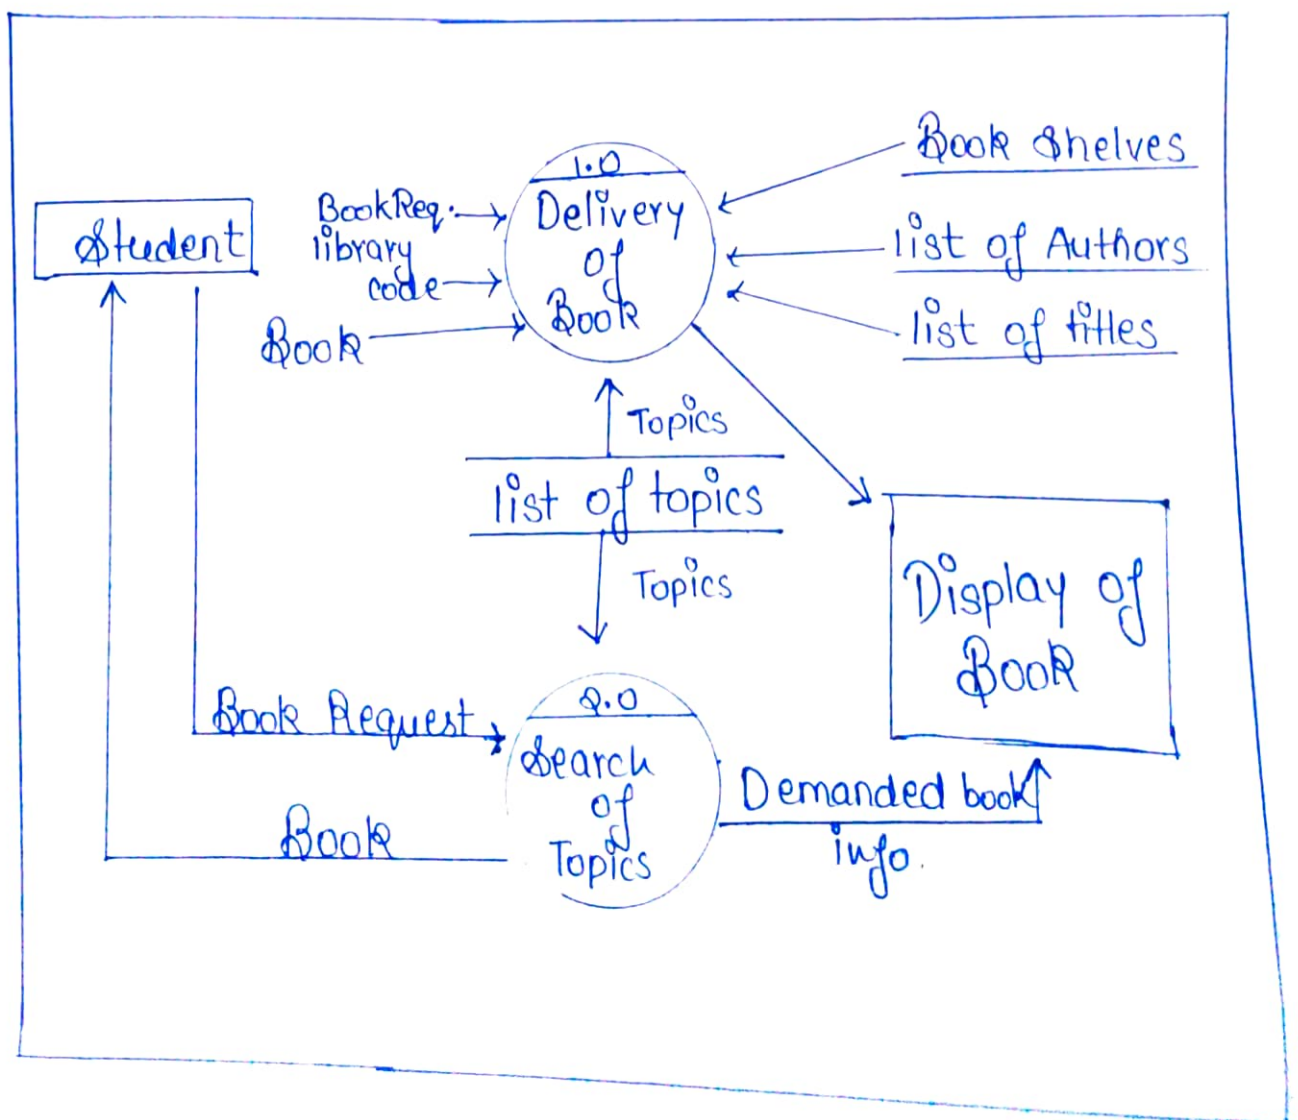 Student
BookReq.
library
code
Book
1.0
Delivery
of
Book
Book Shelves
list of Authors
list of titles
Topics
list of topics
Topics
Display of
Book
Book Request
Book
2.0
Search
of
Topics
Demanded book
info.